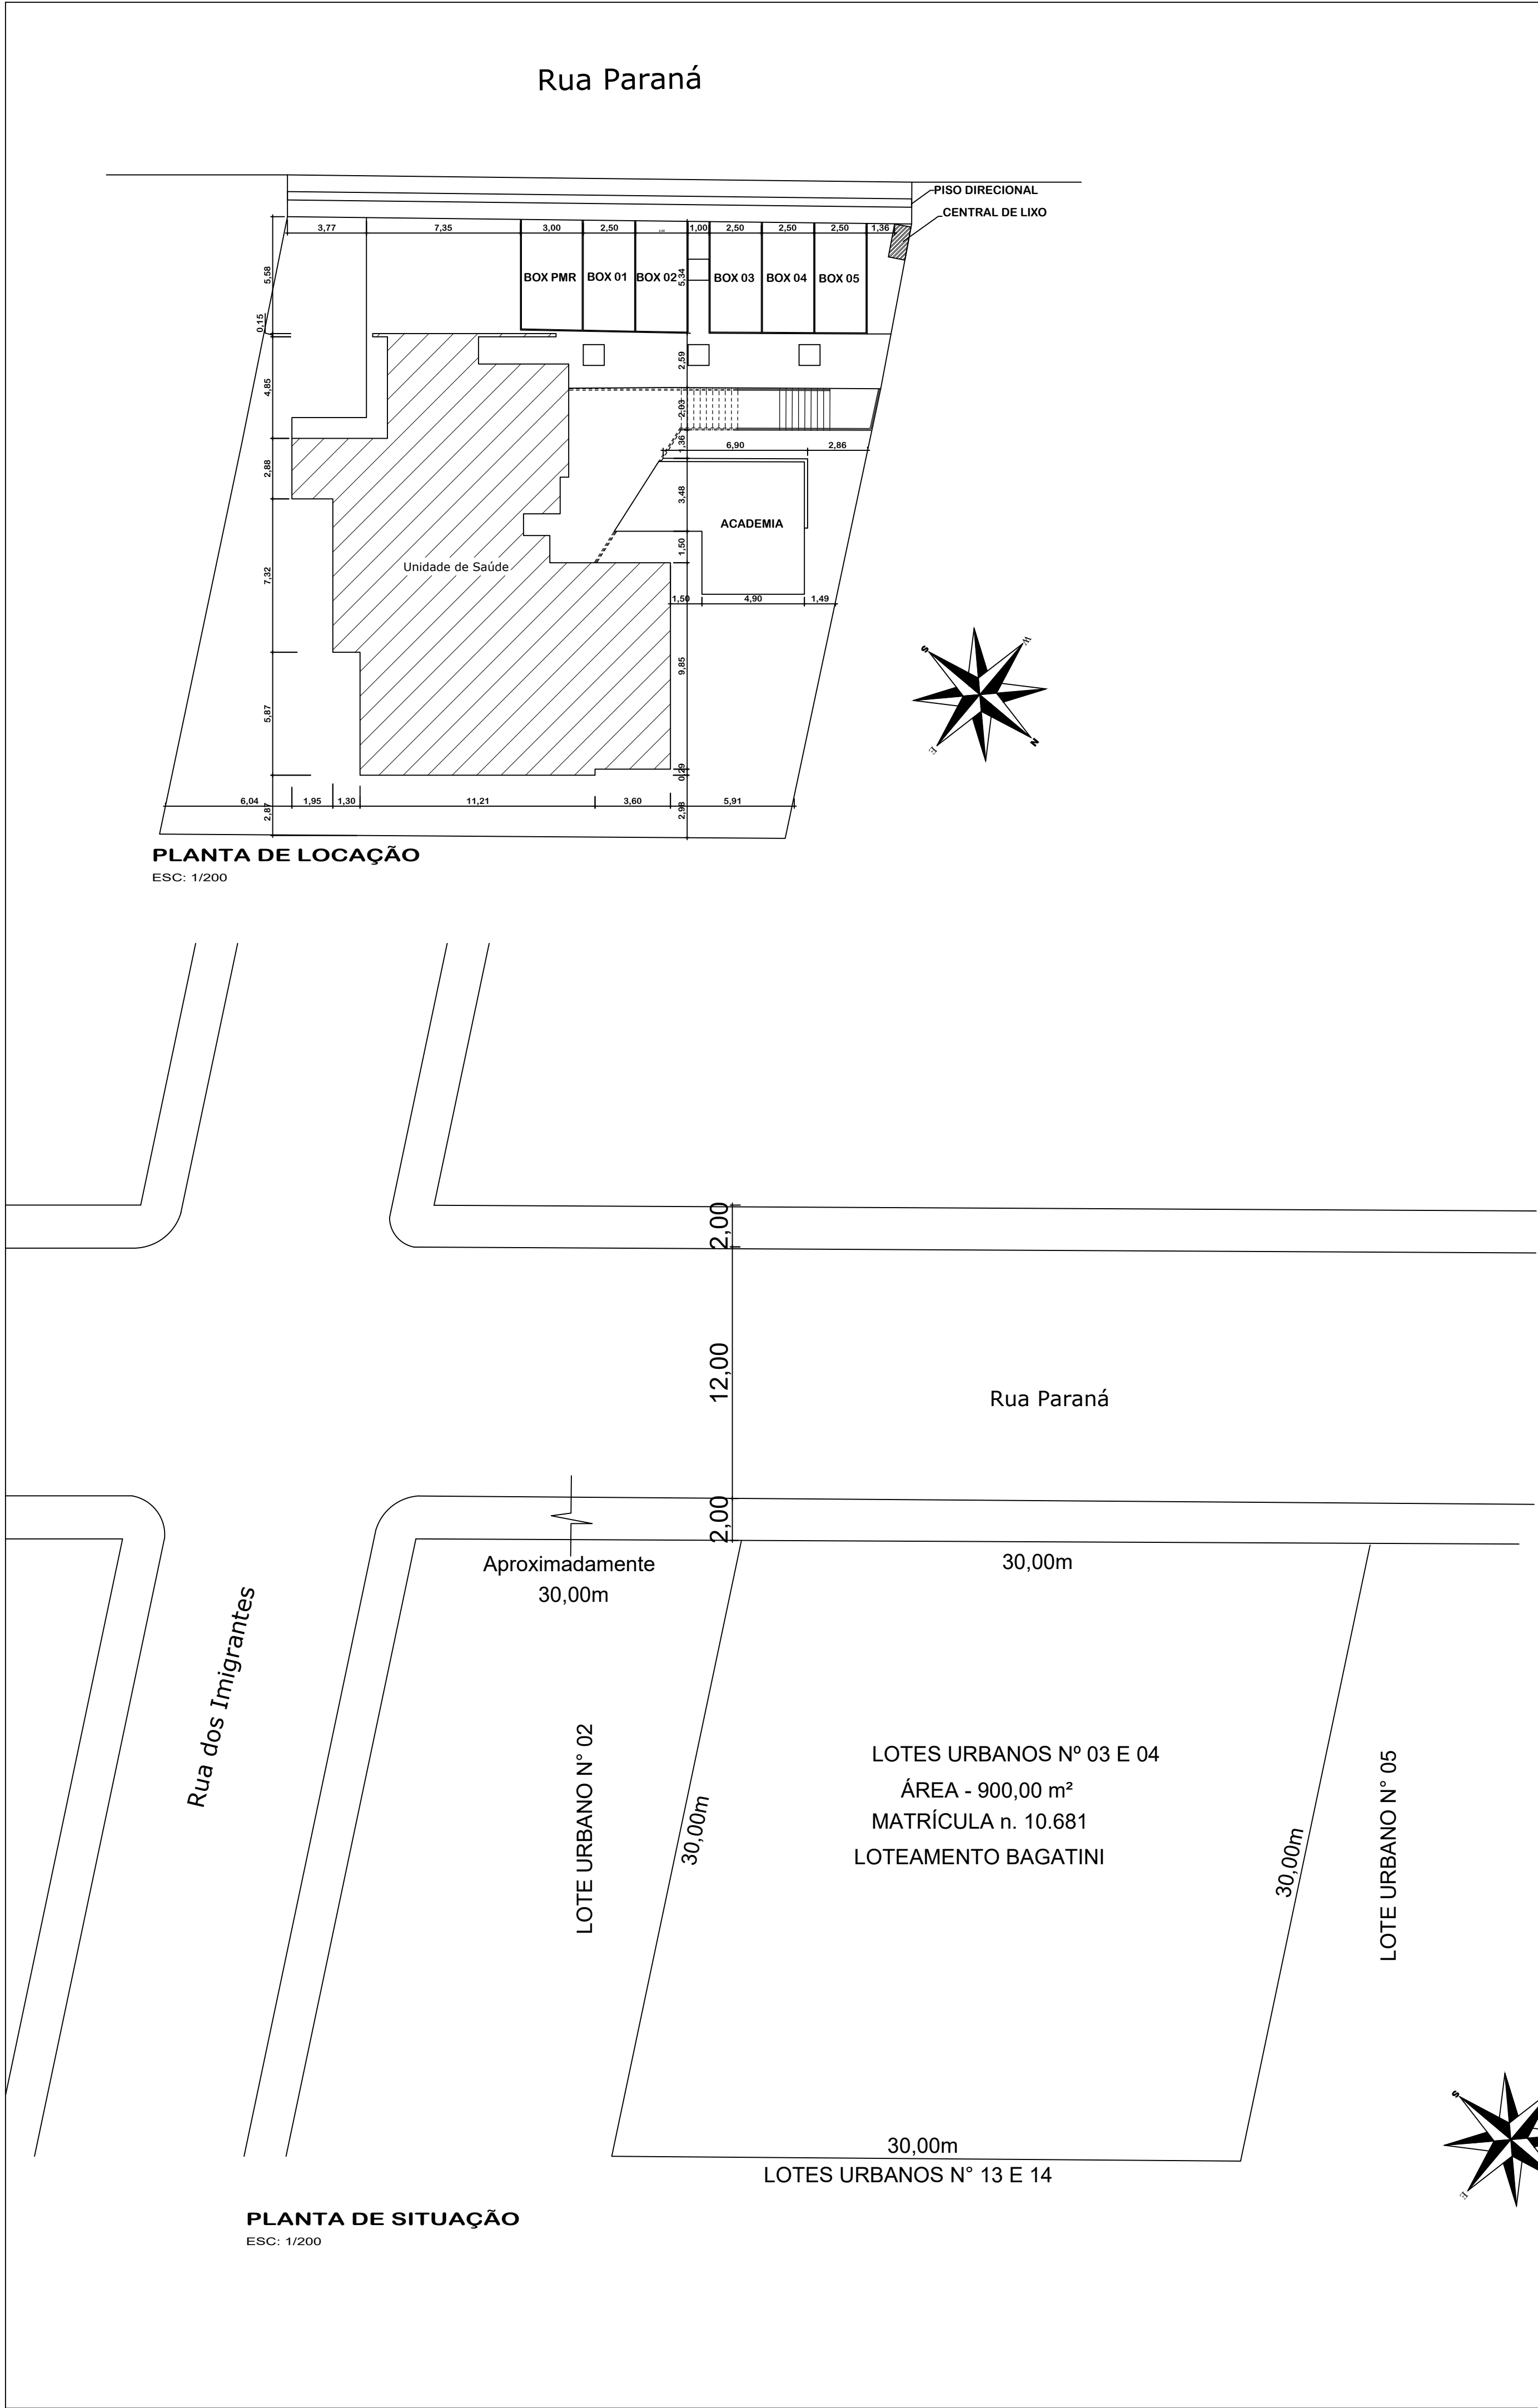 Rua Paraná
PISO DIRECIONAL
CENTRAL DE LIXO
3,77
7,35
3,00
2,50
1,00
2,50
2,50
2,50
1,36
5,58
BOX PMR
BOX 01
BOX 02
5,34
BOX 03
BOX 04
BOX 05
0,15
2,59
4,85
2,03
1,36
6,90
2,86
2,88
3,48
ACADEMIA
1,50
Unidade de Saúde
7,32
1,50
4,90
1,49
S
W
9,85
5,87
E
N
0,29
6,04
1,95
1,30
11,21
3,60
5,91
2,87
2,98
PLANTA DE LOCAÇÃO
ESC: 1/200
2,00
12,00
Rua Paraná
2,00
Aproximadamente
30,00m
30,00m
Rua dos Imigrantes
LOTE URBANO N° 02
30,00m
LOTES URBANOS Nº 03 E 04
ÁREA - 900,00 m²
MATRÍCULA n. 10.681
LOTEAMENTO BAGATINI
30,00m
LOTE URBANO N° 05
S
30,00m
LOTES URBANOS N° 13 E 14
E
PLANTA DE SITUAÇÃO
ESC: 1/200